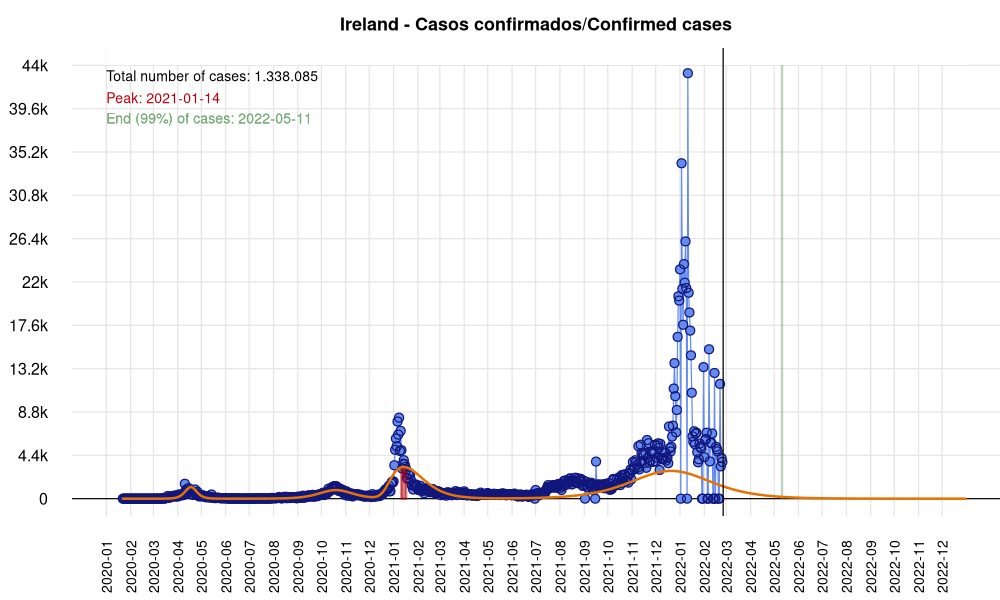 Ireland - Casos confirmados/Confirmed cases
44k
39.6k
35.2k
30.8k
26.4k
22k
17.6k
13.2k
8.8k
4.4k
0
Total number of cases: 1.338.085
Peak: 2021-01-14
End (99%) of cases: 2022-05-11
2020-01
2020-02
2020-03
2020-04
2020-05
2020-06
2020-07
2020-08
2020-09
2020-10
2020-11
2020-12
2021-01
2021-02
2021-03
2021-04
2021-05
2021-06
2021-07
2021-08
2021-09
2021-10
2021-11
2021-12
2022-01
2022-02
2022-03
2022-04
2022-05
2022-06
2022-07
2022-08
2022-09
2022-10
2022-11
2022-12